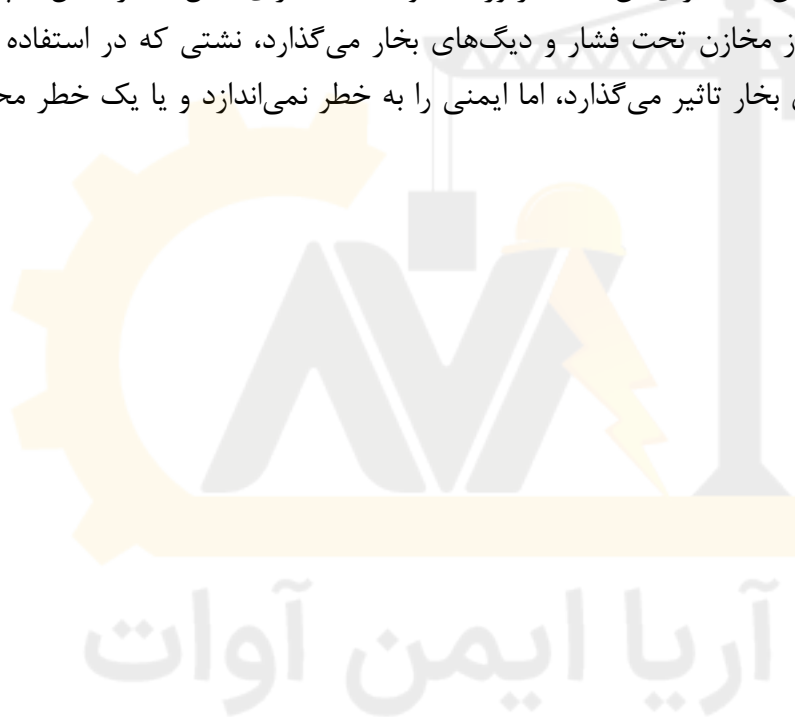 ز مخازن تحت فشار و دیگ‌های بخار می‌گذارد، نشتی که در استفاده
بخار تاثیر می‌گذارد، اما ایمنی را به خطر نمی‌اندازد و یا یک خطر
آریا ایمن آوات